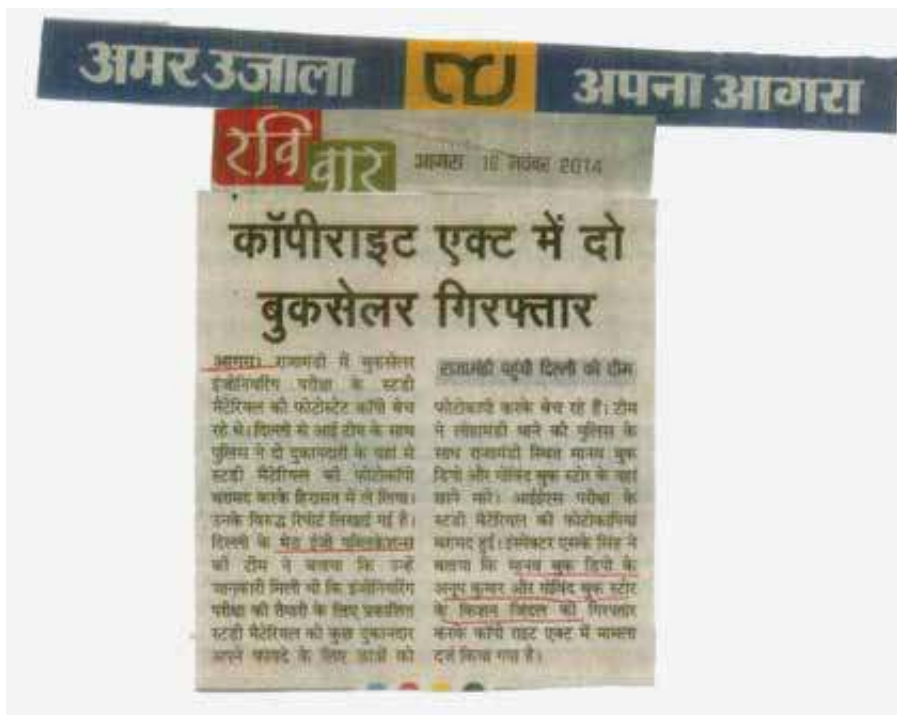 अमर उजाला
अपना आगरा
रविवार
आगरा 16 नवंबर 2014
कॉपीराइट एक्ट में दो
बुकसेलर गिरफ्तार
आगरा। राजामंडी में बुकसेलर
इंजीनियरिंग परीक्षा के स्टडी
मैटेरियल की फोटोस्टेट कॉपी बेच
रहे थे। दिल्ली से आई टीम के साथ
पुलिस ने दो दुकानदारों के यहां से
स्टडी मैटेरियल की फोटोकॉपी
बरामद करके हिरासत में ले लिया।
उनके विरुद्ध रिपोर्ट लिखाई गई है।
दिल्ली के मेड ईजी पब्लिकेशन्स
की टीम ने बताया कि उन्हें
जानकारी मिली थी कि इंजीनियरिंग
परीक्षा की तैयारी के लिए प्रकाशित
स्टडी मैटेरियल को कुछ दुकानदार
अपने फायदे के लिए छात्रों को
राजामंडी पहुंची दिल्ली की टीम
फोटोकापी करके बेच रहे हैं। टीम
ने लोहामंडी थाने की पुलिस के
साथ राजामंडी स्थित मानव बुक
डिपो और गोविंद बुक स्टोर के यहां
छापे मारे। आईईएस परीक्षा के
स्टडी मैटेरियल की फोटोकापियां
बरामद हुईं। इंस्पेक्टर एसके सिंह ने
बताया कि मानव बुक डिपो के
अनूप कुमार और गोविंद बुक स्टोर
के किशन जिंदल को गिरफ्तार
करके कॉपी राइट एक्ट में मामला
दर्ज किया गया है।